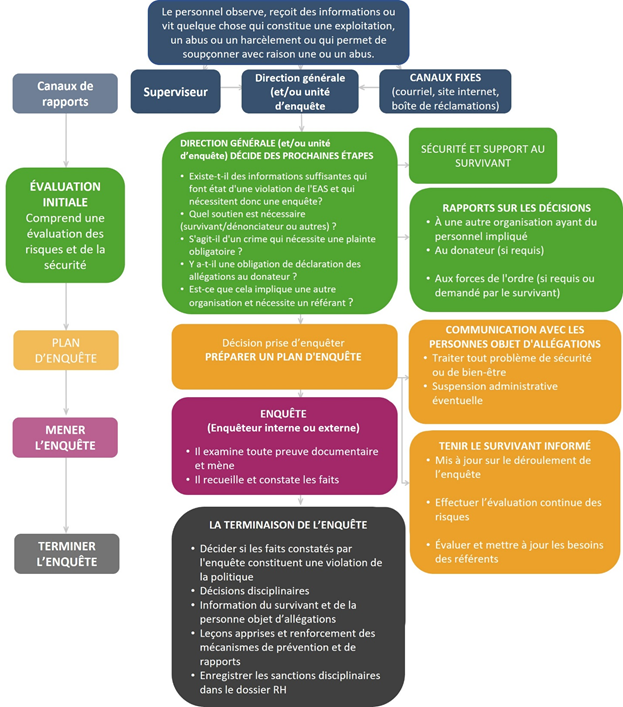 Le personnel observe, reçoit des informations ou
vit quelque chose qui constitue une exploitation,
un abus ou un harcèlement ou qui permet de
soupçonner avec raison une ou un abus.
Canaux de
rapports
Superviseur
Direction générale
(et/ou unité
d'enquête)
CANAUX FIXES
(courriel, site internet,
boîte de réclamations)
ÉVALUATION
INITIALE
Comprend une
évaluation des
risques et de la
sécurité
DIRECTION GÉNÉRALE (et/ou unité
d'enquête) DÉCIDE DES PROCHAINES ÉTAPES
• Existe-t-il des informations suffisantes qui
font état d'une violation de l'EAS et qui
nécessitent donc une enquête?
• Quel soutien est nécessaire
(survivant/dénonciateur ou autres) ?
• S'agit-il d'un crime qui nécessite une plainte
obligatoire ?
• Y a-t-il une obligation de déclaration des
allégations au donateur ?
• Est-ce que cela implique une autre
organisation et nécessite un référant ?
SÉCURITÉ ET SUPPORT AU
SURVIVANT
RAPPORTS SUR LES DÉCISIONS
• À une autre organisation ayant du
personnel impliqué
• Au donateur (si requis)
• Aux forces de l'ordre (si requis ou
demandé par le survivant)
PLAN
D'ENQUÊTE
Décision prise d'enquêter
PRÉPARER UN PLAN D'ENQUÊTE
COMMUNICATION AVEC LES
PERSONNES OBJET D'ALLÉGATIONS
• Traiter tout problème de sécurité
ou de bien-être
• Suspension administrative
éventuelle
MENER
L'ENQUÊTE
ENQUÊTE
(Enquêteur interne ou externe)
• Il examine toute preuve documentaire
et mène
• Il recueille et constate les faits
TENIR LE SURVIVANT INFORMÉ
• Mis à jour sur le déroulement de
l'enquête
• Effectuer l'évaluation continue des
risques
• Évaluer et mettre à jour les besoins
des référents
TERMINER
L'ENQUÊTE
LA TERMINAISON DE L'ENQUÊTE
• Décider si les faits constatés par
l'enquête constituent une violation de
la politique
• Décisions disciplinaires
• Information du survivant et de la
personne objet d'allégations
• Leçons apprises et renforcement des
mécanismes de prévention et de
rapports
• Enregistrer les sanctions disciplinaires
dans le dossier RH